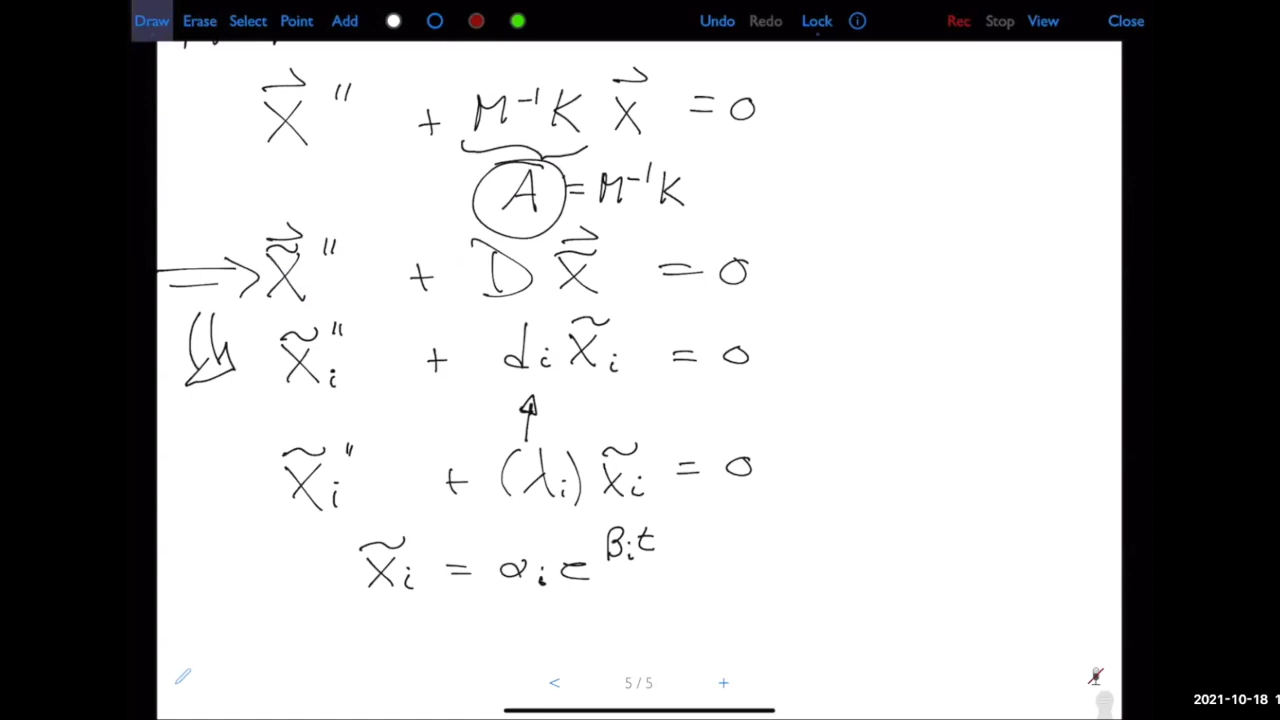 Draw Erase Select Point Add Undo Redo Lock Rec Stop View Close
X⃗'' + M⁻¹K X⃗ = 0
A = M⁻¹K
⇒ X̃⃗'' + D X̃⃗ = 0
⇓ X̃ᵢ'' + dᵢ X̃ᵢ = 0
X̃ᵢ'' + (λᵢ) X̃ᵢ = 0
X̃ᵢ = αᵢ e^{βᵢt}
< 5 / 5 +
2021-10-18